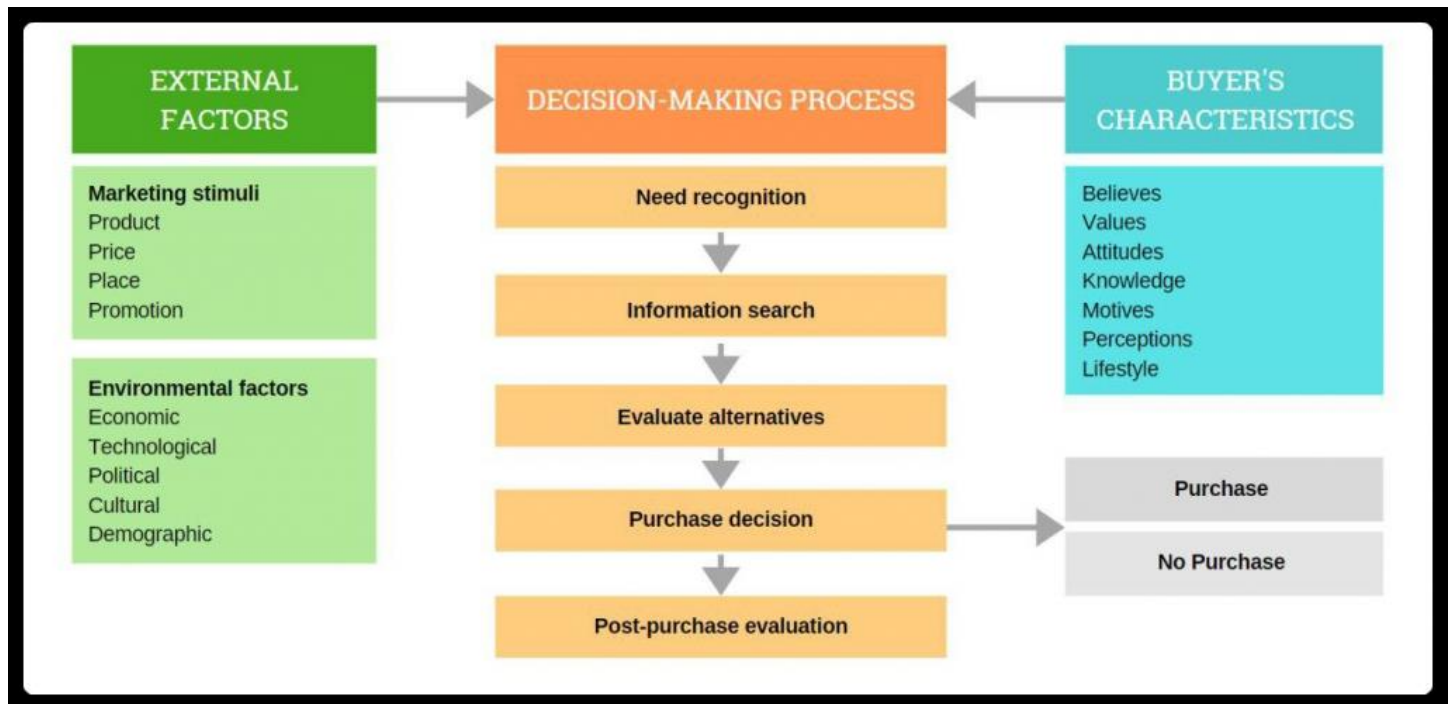 EXTERNAL
FACTORS
Marketing stimuli
Product
Price
Place
Promotion
Environmental factors
Economic
Technological
Political
Cultural
Demographic
DECISION-MAKING PROCESS
Need recognition
Information search
Evaluate alternatives
Purchase decision
Post-purchase evaluation
BUYER'S
CHARACTERISTICS
Believes
Values
Attitudes
Knowledge
Motives
Perceptions
Lifestyle
Purchase
No Purchase